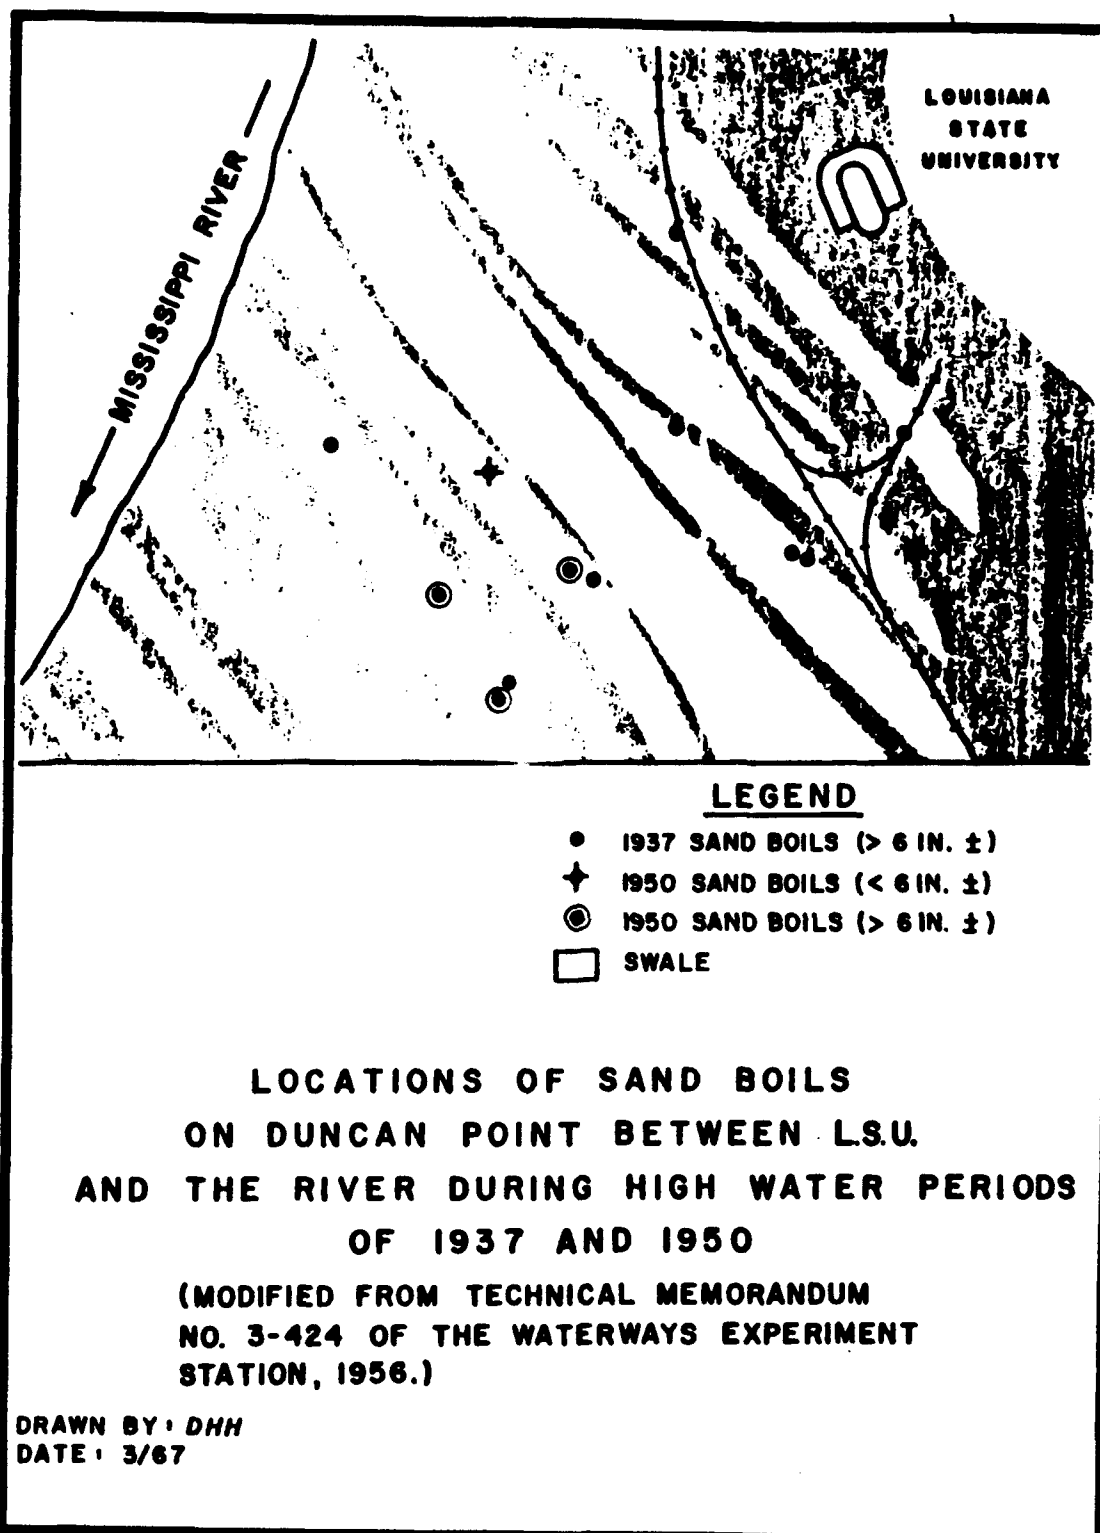 LOUISIANA
STATE
UNIVERSITY
MISSISSIPPI RIVER
LEGEND
1937 SAND BOILS (> 6 IN. ±)
1950 SAND BOILS (< 6 IN. ±)
1950 SAND BOILS (> 6 IN. ±)
SWALE
LOCATIONS OF SAND BOILS
ON DUNCAN POINT BETWEEN L.S.U.
AND THE RIVER DURING HIGH WATER PERIODS
OF 1937 AND 1950
(MODIFIED FROM TECHNICAL MEMORANDUM
NO. 3-424 OF THE WATERWAYS EXPERIMENT
STATION, 1956.)
DRAWN BY: DHH
DATE: 3/67